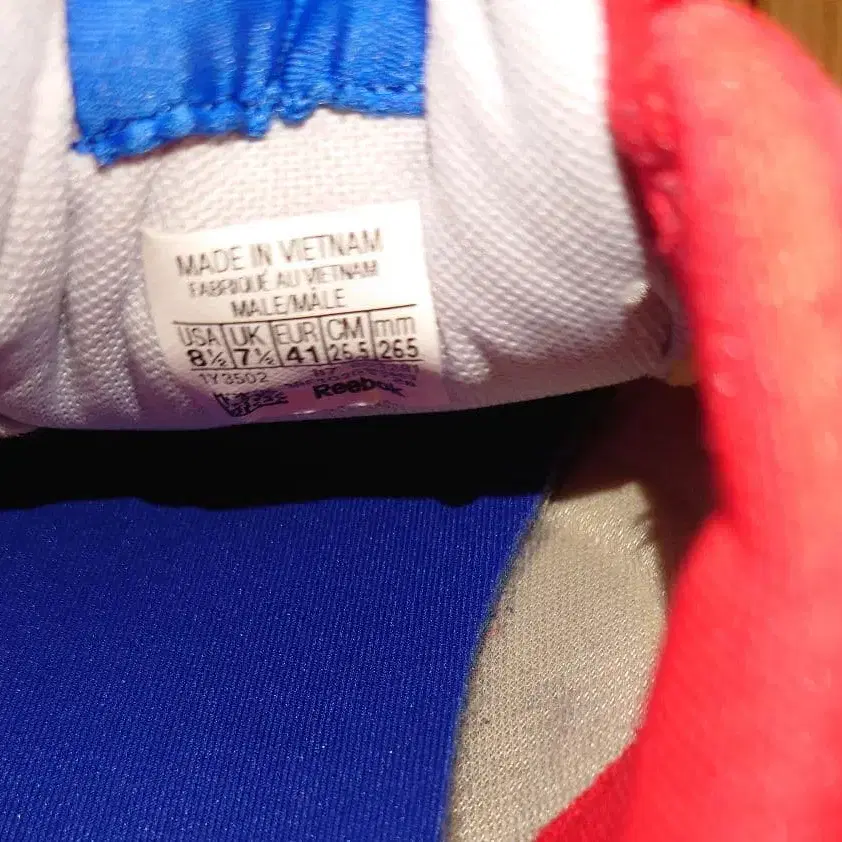 MADE IN VIETNAM
FABRIQUÉ AU VIETNAM
MALE/MÂLE
USA UK EUR CM mm
8½ 7½ 41 26.5 265
1Y3502
Reebok